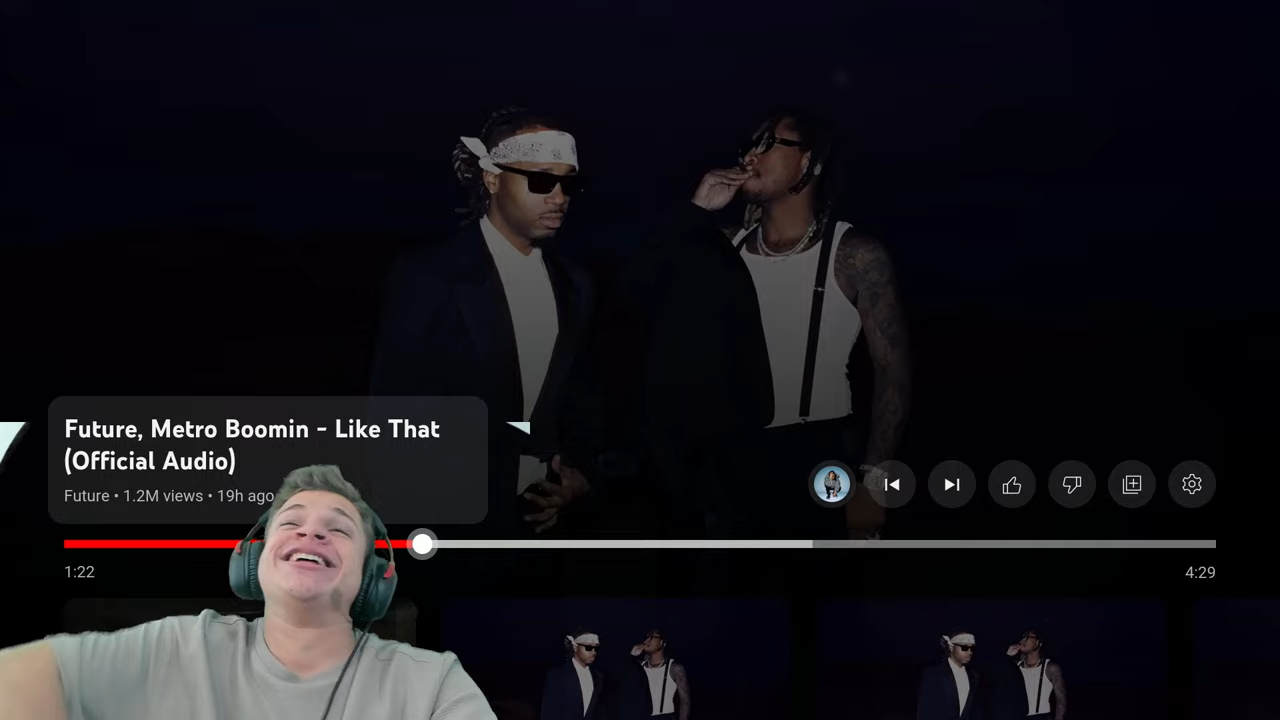 Future, Metro Boomin – Like That
(Official Audio)
Future • 1.2M views • 19h ago
1:22
4:29